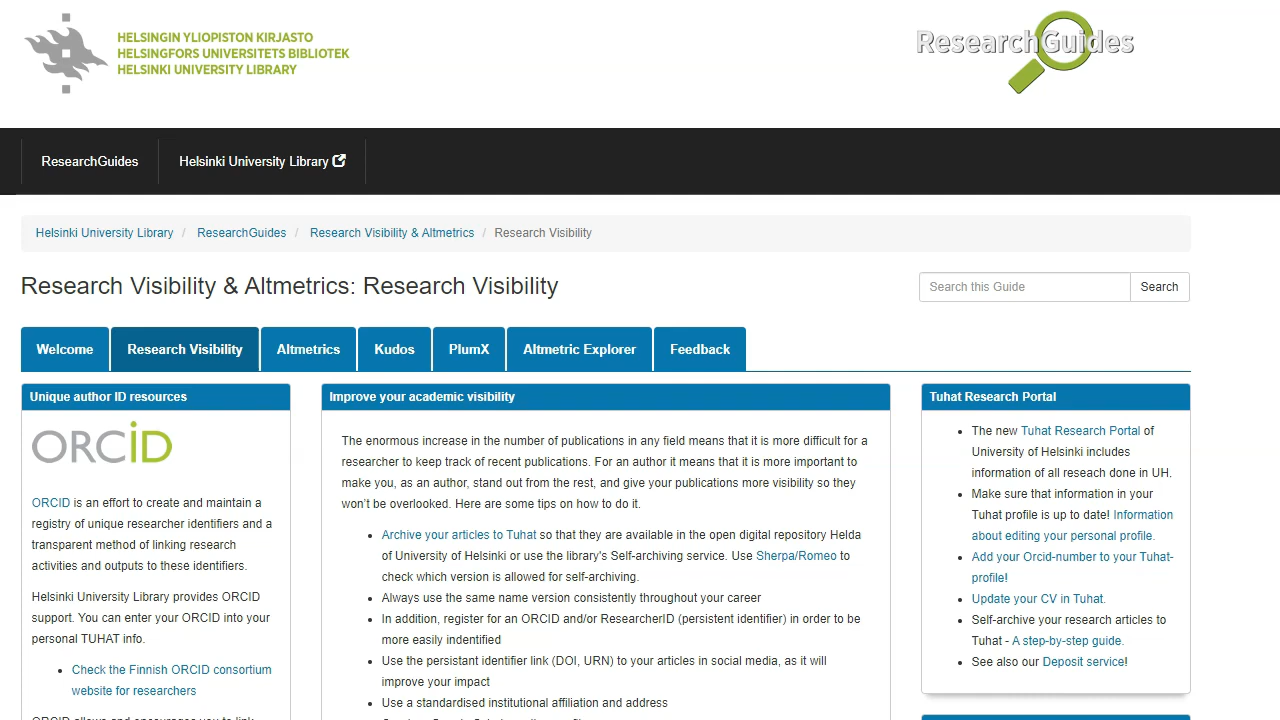 HELSINGIN YLIOPISTON KIRJASTO
HELSINGFORS UNIVERSITETS BIBLIOTEK
HELSINKI UNIVERSITY LIBRARY
ResearchGuides
ResearchGuides
Helsinki University Library
Helsinki University Library / ResearchGuides / Research Visibility & Altmetrics / Research Visibility
Research Visibility & Altmetrics: Research Visibility
Search this Guide
Search
Welcome
Research Visibility
Altmetrics
Kudos
PlumX
Altmetric Explorer
Feedback
Unique author ID resources
ORCID
ORCID is an effort to create and maintain a
registry of unique researcher identifiers and a
transparent method of linking research
activities and outputs to these identifiers.
Helsinki University Library provides ORCID
support. You can enter your ORCID into your
personal TUHAT info.
Check the Finnish ORCID consortium
website for researchers
Improve your academic visibility
The enormous increase in the number of publications in any field means that it is more difficult for a
researcher to keep track of recent publications. For an author it means that it is more important to
make you, as an author, stand out from the rest, and give your publications more visibility so they
won't be overlooked. Here are some tips on how to do it.
Archive your articles to Tuhat so that they are available in the open digital repository Helda
of University of Helsinki or use the library's Self-archiving service. Use Sherpa/Romeo to
check which version is allowed for self-archiving.
Always use the same name version consistently throughout your career
In addition, register for an ORCID and/or ResearcherID (persistent identifier) in order to be
more easily indentified
Use the persistant identifier link (DOI, URN) to your articles in social media, as it will
improve your impact
Use a standardised institutional affiliation and address
Tuhat Research Portal
The new Tuhat Research Portal of
University of Helsinki includes
information of all reseach done in UH.
Make sure that information in your
Tuhat profile is up to date! Information
about editing your personal profile.
Add your Orcid-number to your Tuhat-
profile!
Update your CV in Tuhat.
Self-archive your research articles to
Tuhat - A step-by-step guide.
See also our Deposit service!